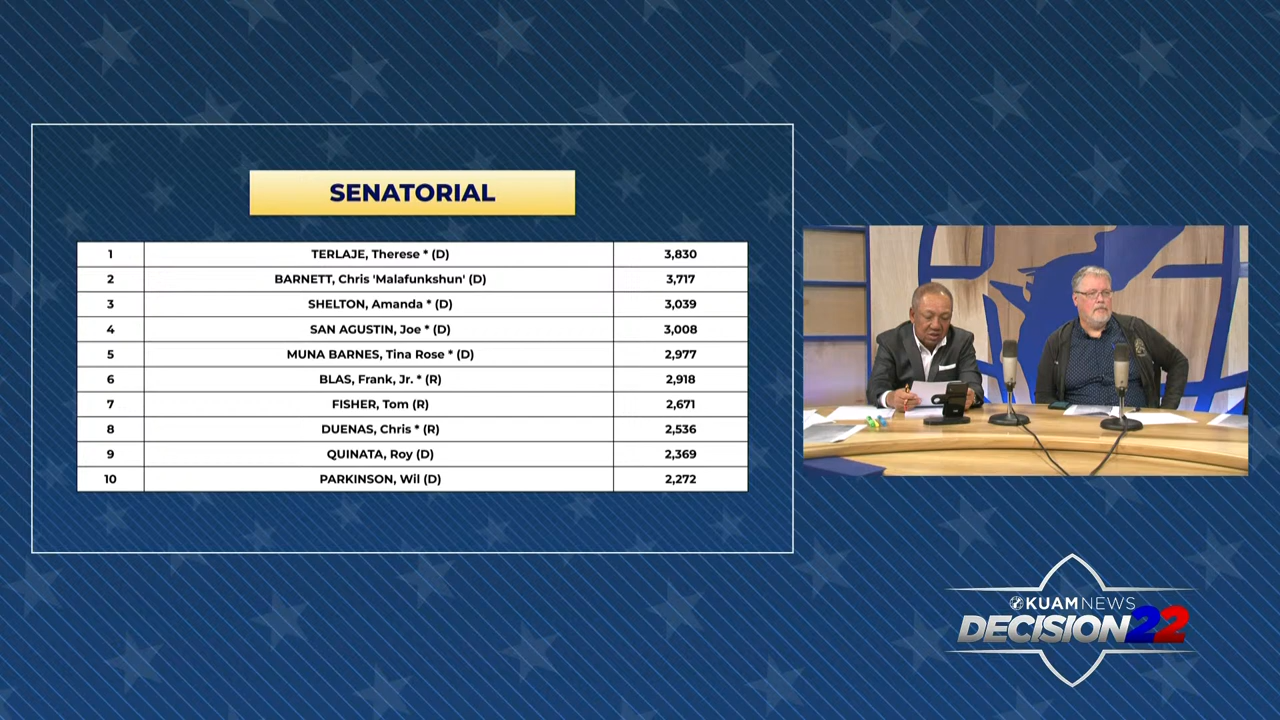 SENATORIAL
1 TERLAJE, Therese * (D) 3,830
2 BARNETT, Chris 'Malafunkshun' (D) 3,717
3 SHELTON, Amanda * (D) 3,039
4 SAN AGUSTIN, Joe * (D) 3,008
5 MUNA BARNES, Tina Rose * (D) 2,977
6 BLAS, Frank, Jr. * (R) 2,918
7 FISHER, Tom (R) 2,671
8 DUENAS, Chris * (R) 2,536
9 QUINATA, Roy (D) 2,369
10 PARKINSON, Wil (D) 2,272
KUAMNEWS
DECISION22